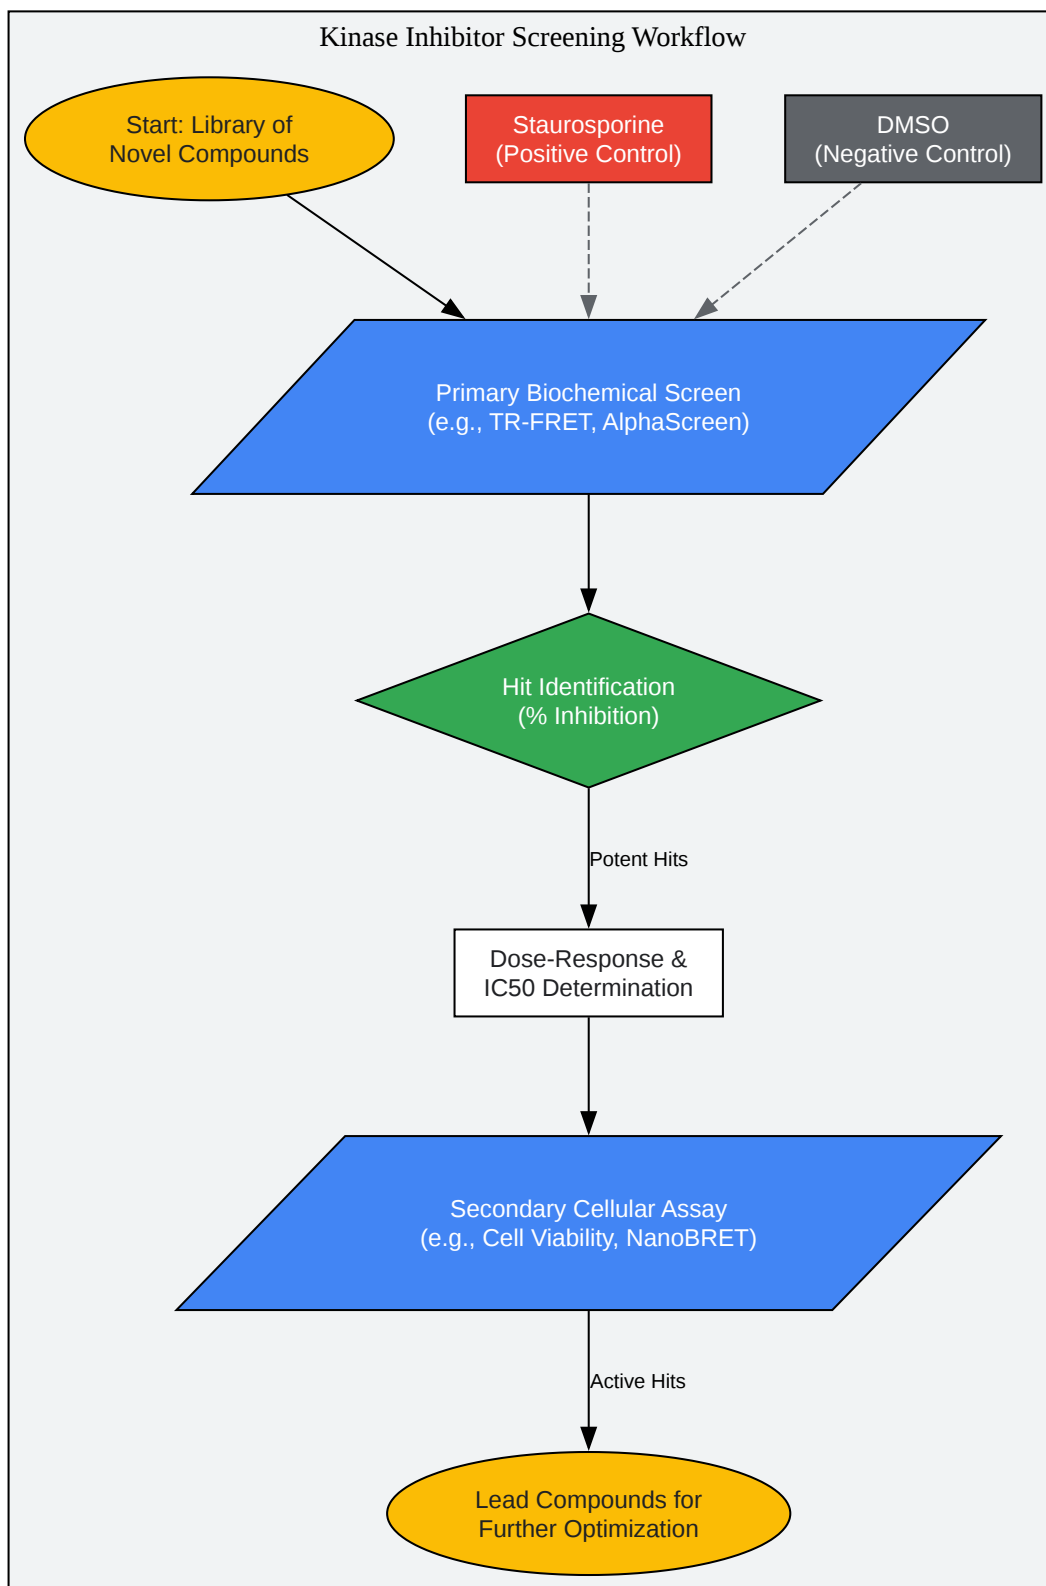 Kinase Inhibitor Screening Workflow
Start: Library of
Novel Compounds
Staurosporine
(Positive Control)
DMSO
(Negative Control)
Primary Biochemical Screen
(e.g., TR-FRET, AlphaScreen)
Hit Identification
(% Inhibition)
Potent Hits
Dose-Response &
IC50 Determination
Secondary Cellular Assay
(e.g., Cell Viability, NanoBRET)
Active Hits
Lead Compounds for
Further Optimization